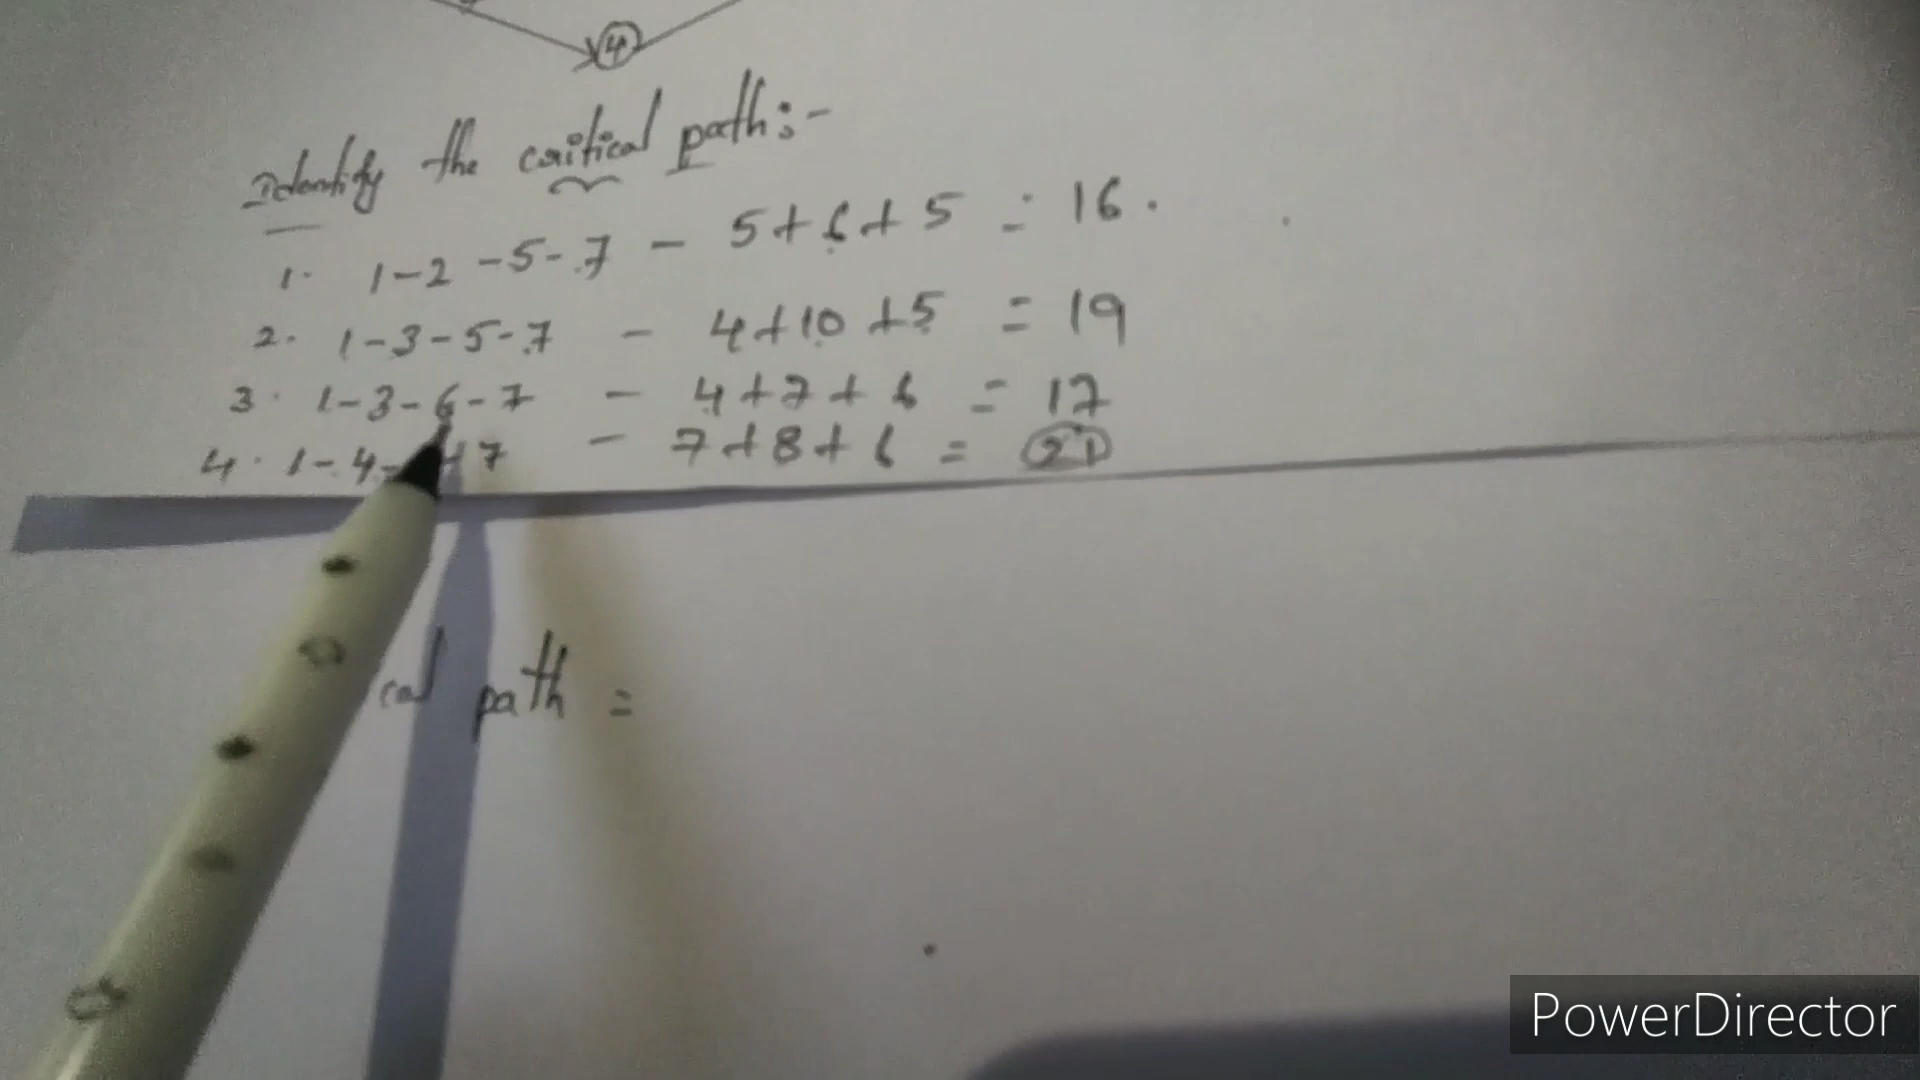 4
Identify the critical path:-
1. 1-2-5-7 - 5+6+5 = 16.
2. 1-3-5-7 - 4+10+5 = 19
3. 1-3-6-7 - 4+7+6 = 17
4. 1-4- 7 - 7+8+6 = 21
cal path =
PowerDirector